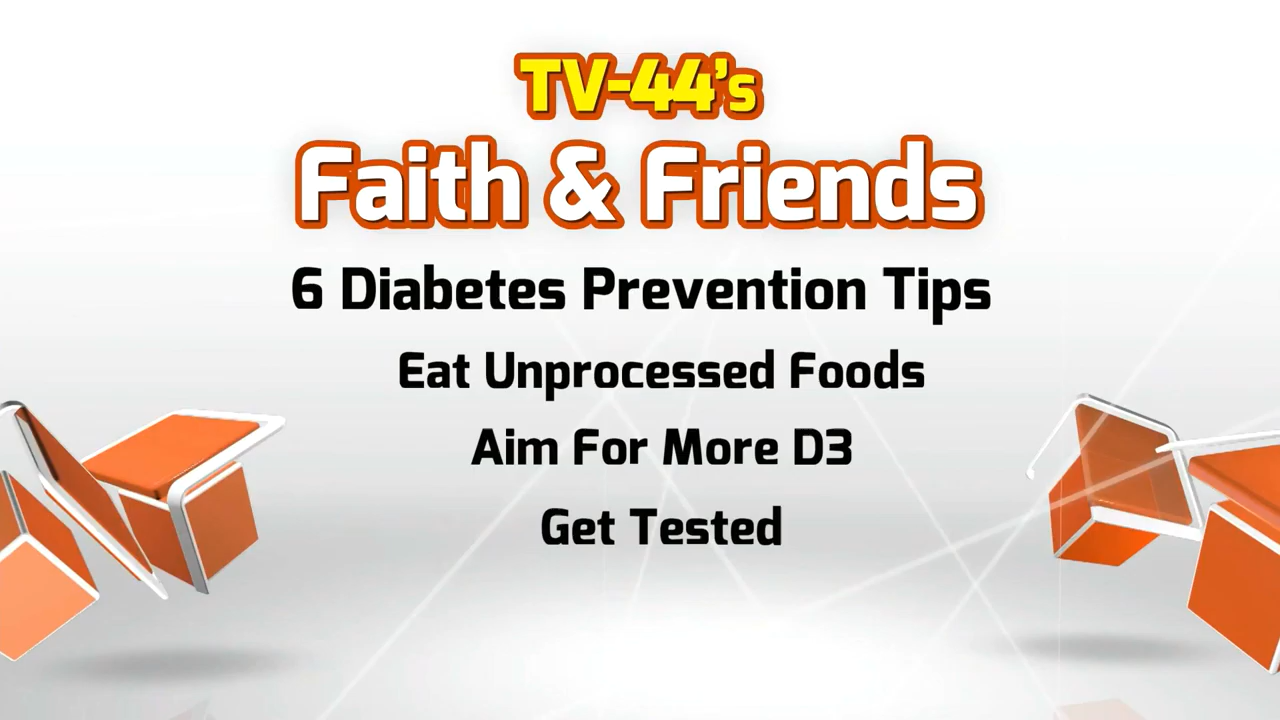 TV-44's
Faith & Friends
6 Diabetes Prevention Tips
Eat Unprocessed Foods
Aim For More D3
Get Tested